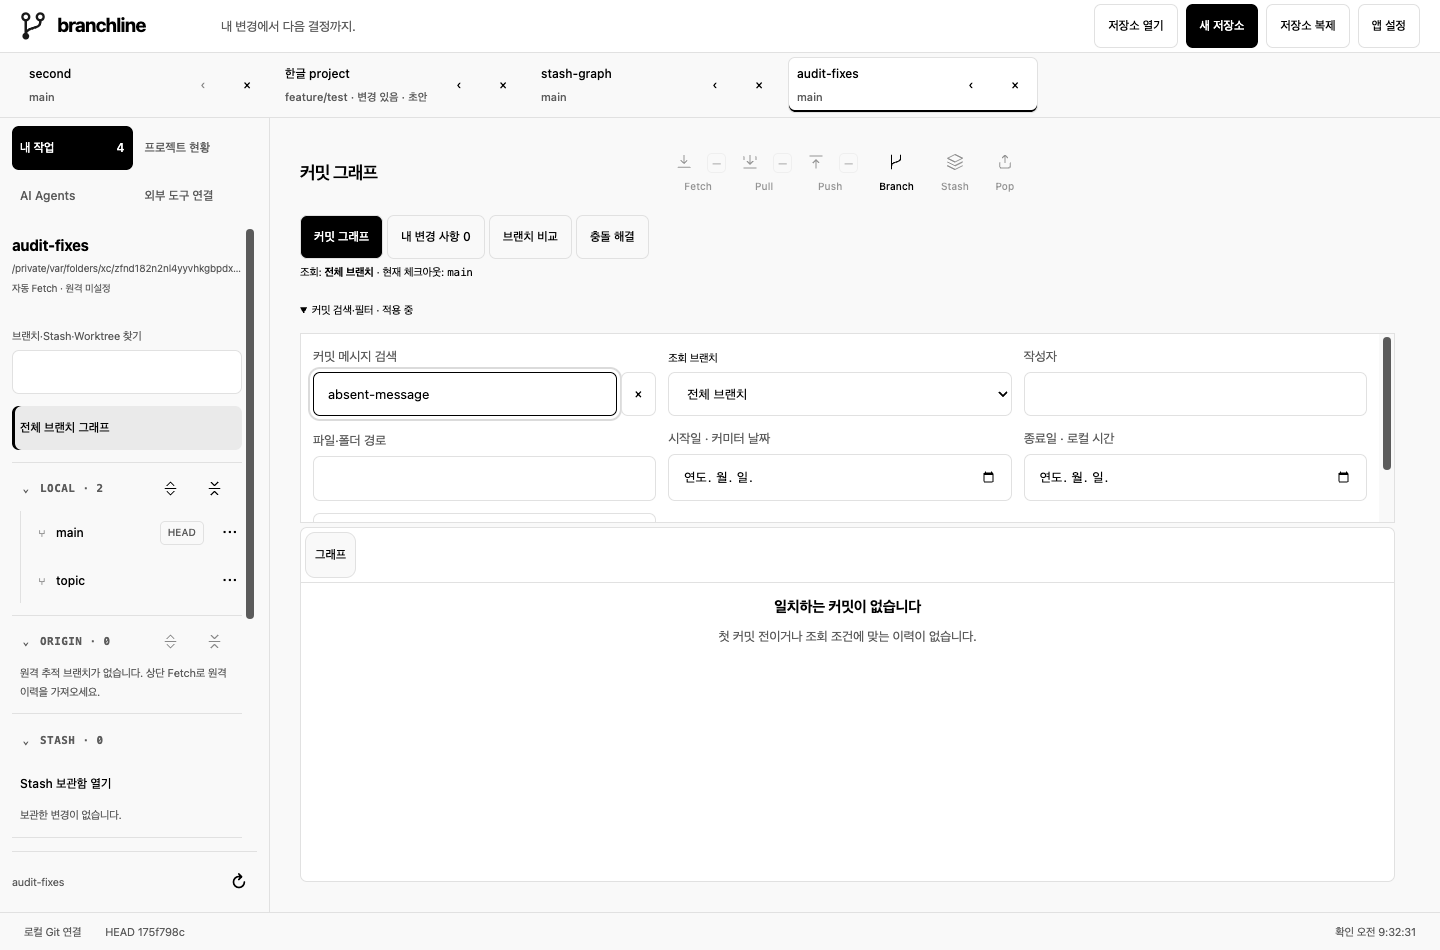 branchline
내 변경에서 다음 결정까지.
저장소 열기
새 저장소
저장소 복제
앱 설정
second
main
한글 project
feature/test · 변경 있음 · 초안
stash-graph
main
audit-fixes
main
내 작업 4
프로젝트 현황
AI Agents
외부 도구 연결
audit-fixes
/private/var/folders/xc/zfnd182n2nl4yyvhkgbpdx...
자동 Fetch · 원격 미설정
브랜치·Stash·Worktree 찾기
전체 브랜치 그래프
LOCAL · 2
main HEAD
topic
ORIGIN · 0
원격 추적 브랜치가 없습니다. 상단 Fetch로 원격
이력을 가져오세요.
STASH · 0
Stash 보관함 열기
보관한 변경이 없습니다.
audit-fixes
커밋 그래프
Fetch
Pull
Push
Branch
Stash
Pop
커밋 그래프
내 변경 사항 0
브랜치 비교
충돌 해결
조회: 전체 브랜치 · 현재 체크아웃: main
커밋 검색·필터 · 적용 중
커밋 메시지 검색
absent-message
조회 브랜치
전체 브랜치
작성자
파일·폴더 경로
시작일 · 커미터 날짜
연도. 월. 일.
종료일 · 로컬 시간
연도. 월. 일.
그래프
일치하는 커밋이 없습니다
첫 커밋 전이거나 조회 조건에 맞는 이력이 없습니다.
로컬 Git 연결
HEAD 175f798c
확인 오전 9:32:31